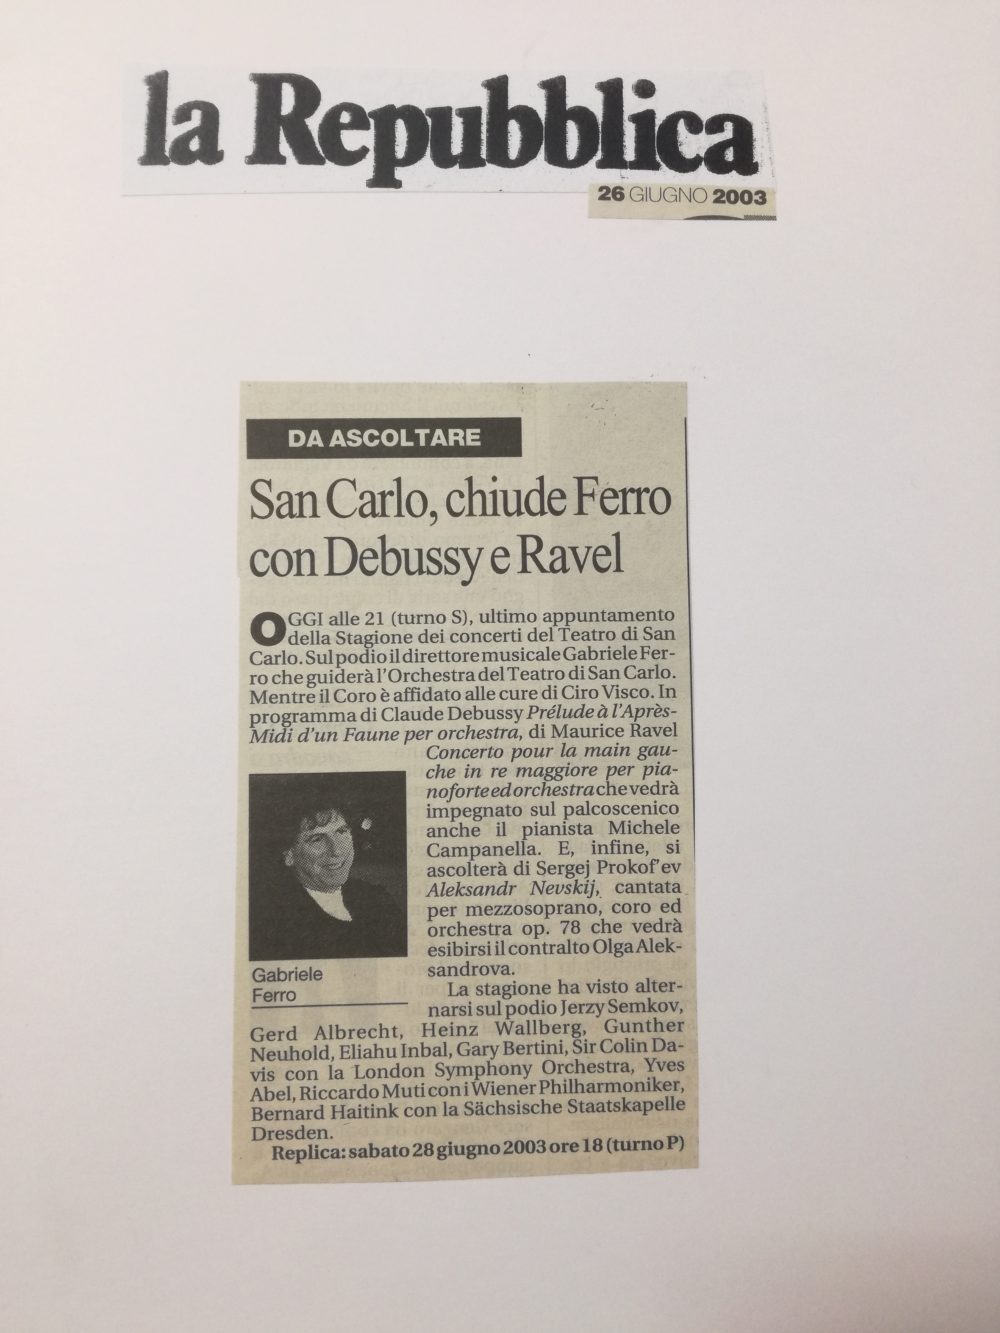 la Repubblica
26 GIUGNO 2003
DA ASCOLTARE
San Carlo, chiude Ferro
con Debussy e Ravel
OGGI alle 21 (turno S), ultimo appuntamento
della Stagione dei concerti del Teatro di San
Carlo. Sul podio il direttore musicale Gabriele Fer-
ro che guiderà l'Orchestra del Teatro di San Carlo.
Mentre il Coro è affidato alle cure di Ciro Visco. In
programma di Claude Debussy Prélude à l'Après-
Midi d'un Faune per orchestra, di Maurice Ravel
Concerto pour la main gau-
che in re maggiore per pia-
noforte ed orchestra che vedrà
impegnato sul palcoscenico
anche il pianista Michele
Campanella. E, infine, si
ascolterà di Sergej Prokof'ev
Aleksandr Nevskij, cantata
per mezzosoprano, coro ed
orchestra op. 78 che vedrà
esibirsi il contralto Olga Alek-
sandrova.
Gabriele
Ferro
La stagione ha visto alter-
narsi sul podio Jerzy Semkov,
Gerd Albrecht, Heinz Wallberg, Gunther
Neuhold, Eliahu Inbal, Gary Bertini, Sir Colin Da-
vis con la London Symphony Orchestra, Yves
Abel, Riccardo Muti con i Wiener Philharmoniker,
Bernard Haitink con la Sächsische Staatskapelle
Dresden.
Replica: sabato 28 giugno 2003 ore 18 (turno P)